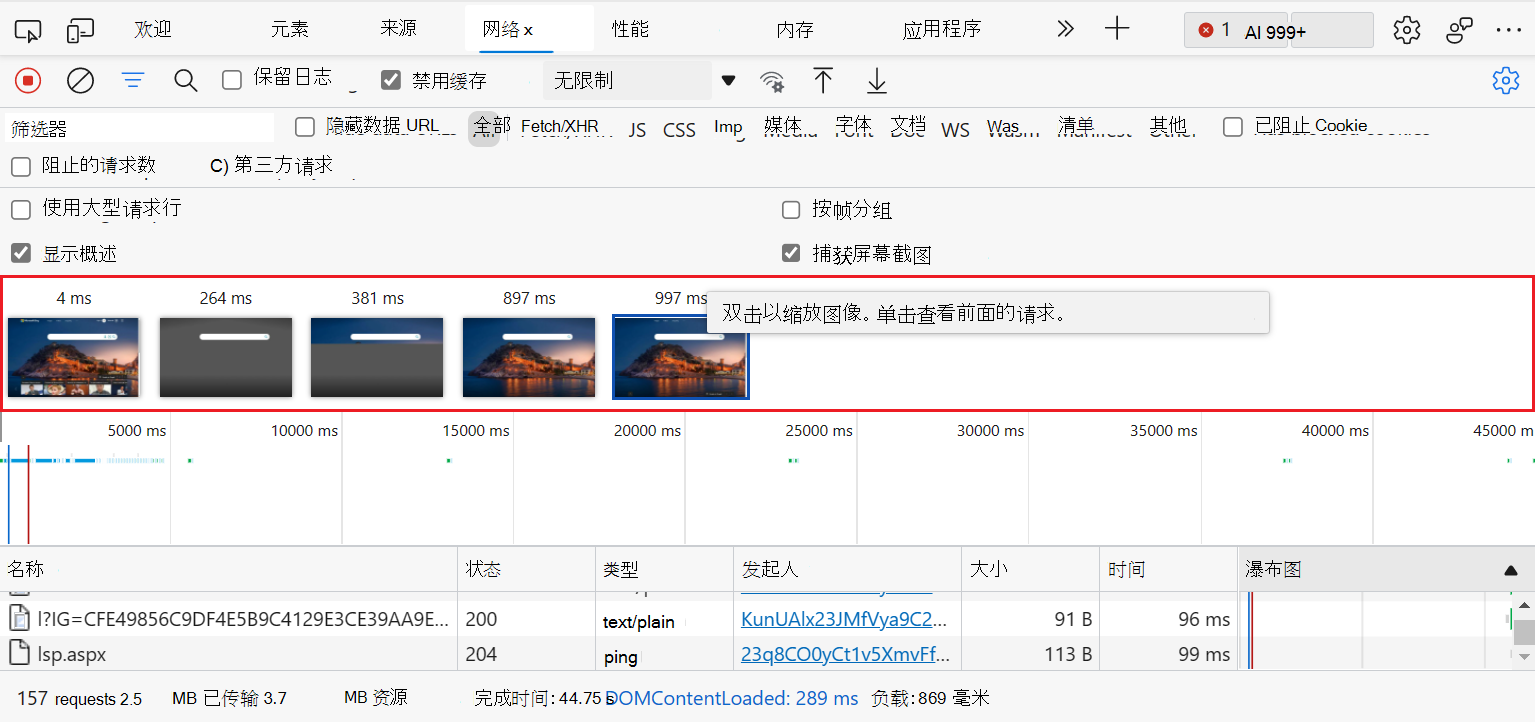 欢迎 元素 来源 网络 x 性能 内存 应用程序 1 AI 999+
保留日志 禁用缓存 无限制
筛选器 隐藏数据 URL 全部 Fetch/XHR JS CSS Img 媒体 字体 文档 WS Was 清单 其他 已阻止 Cookie
阻止的请求数 C) 第三方请求
使用大型请求行 按帧分组
显示概述 捕获屏幕截图
4 ms 264 ms 381 ms 897 ms 997 ms
双击以缩放图像。单击查看前面的请求。
5000 ms 10000 ms 15000 ms 20000 ms 25000 ms 30000 ms 35000 ms 40000 ms 45000 m
名称 状态 类型 发起人 大小 时间 瀑布图
l?IG=CFE49856C9DF4E5B9C4129E3CE39AA9E... 200 text/plain KunUAlx23JMfVya9C2... 91 B 96 ms
lsp.aspx 204 ping 23q8CO0yCt1v5XmvFf... 113 B 99 ms
157 requests 2.5 MB 已传输 3.7 MB 资源 完成时间: 44.75 s DOMContentLoaded: 289 ms 负载: 869 毫米